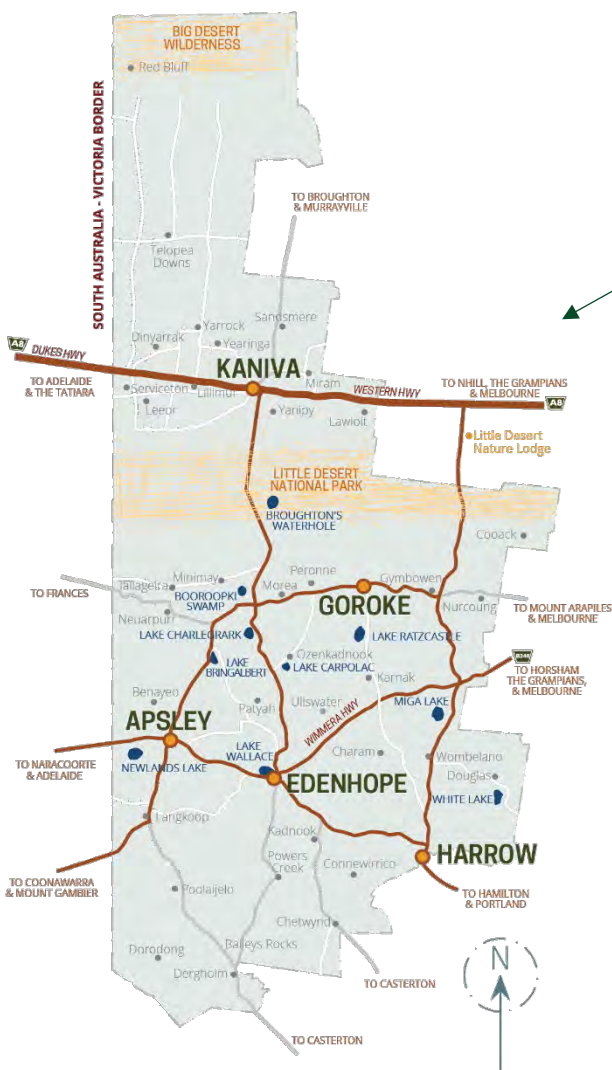 BIG DESERT
WILDERNESS
Red Bluff
SOUTH AUSTRALIA - VICTORIA BORDER
TO BROUGHTON
& MURRAYVILLE
Telopea
Downs
Sandsmere
Yarrock
Dinyarrak
Yearinga
A8
DUKES HWY
KANIVA
Miram
WESTERN HWY
TO ADELAIDE
& THE TATIARA
Serviceton
Lillimur
Leeor
Yanipy
Lawloit
TO NHILL, THE GRAMPIANS
& MELBOURNE
A8
Little Desert
Nature Lodge
LITTLE DESERT
NATIONAL PARK
BROUGHTON'S
WATERHOLE
Cooack
Peronne
Minimay
Tallageira
Morea
Gymbowen
TO FRANCES
BOOROOPKI
SWAMP
GOROKE
Nurcoung
TO MOUNT ARAPILES
& MELBOURNE
Neuarpurr
LAKE CHARLEGRARK
LAKE RATZCASTLE
LAKE
BRINGALBERT
Ozenkadnook
LAKE CARPOLAC
Karnak
B240
TO HORSHAM
THE GRAMPIANS,
& MELBOURNE
Benayeo
Patyah
Ullswater
WIMMERA HWY
MIGA LAKE
APSLEY
LAKE
WALLACE
Charam
Wombelano
TO NARACOORTE
& ADELAIDE
NEWLANDS LAKE
EDENHOPE
Douglas
WHITE LAKE
Langkoop
Kadnook
HARROW
Powers
Creek
Connewirrico
TO COONAWARRA
& MOUNT GAMBIER
Poolaijelo
TO HAMILTON
& PORTLAND
Chetwynd
Dorodong
Baileys Rocks
Dergholm
TO CASTERTON
TO CASTERTON
N